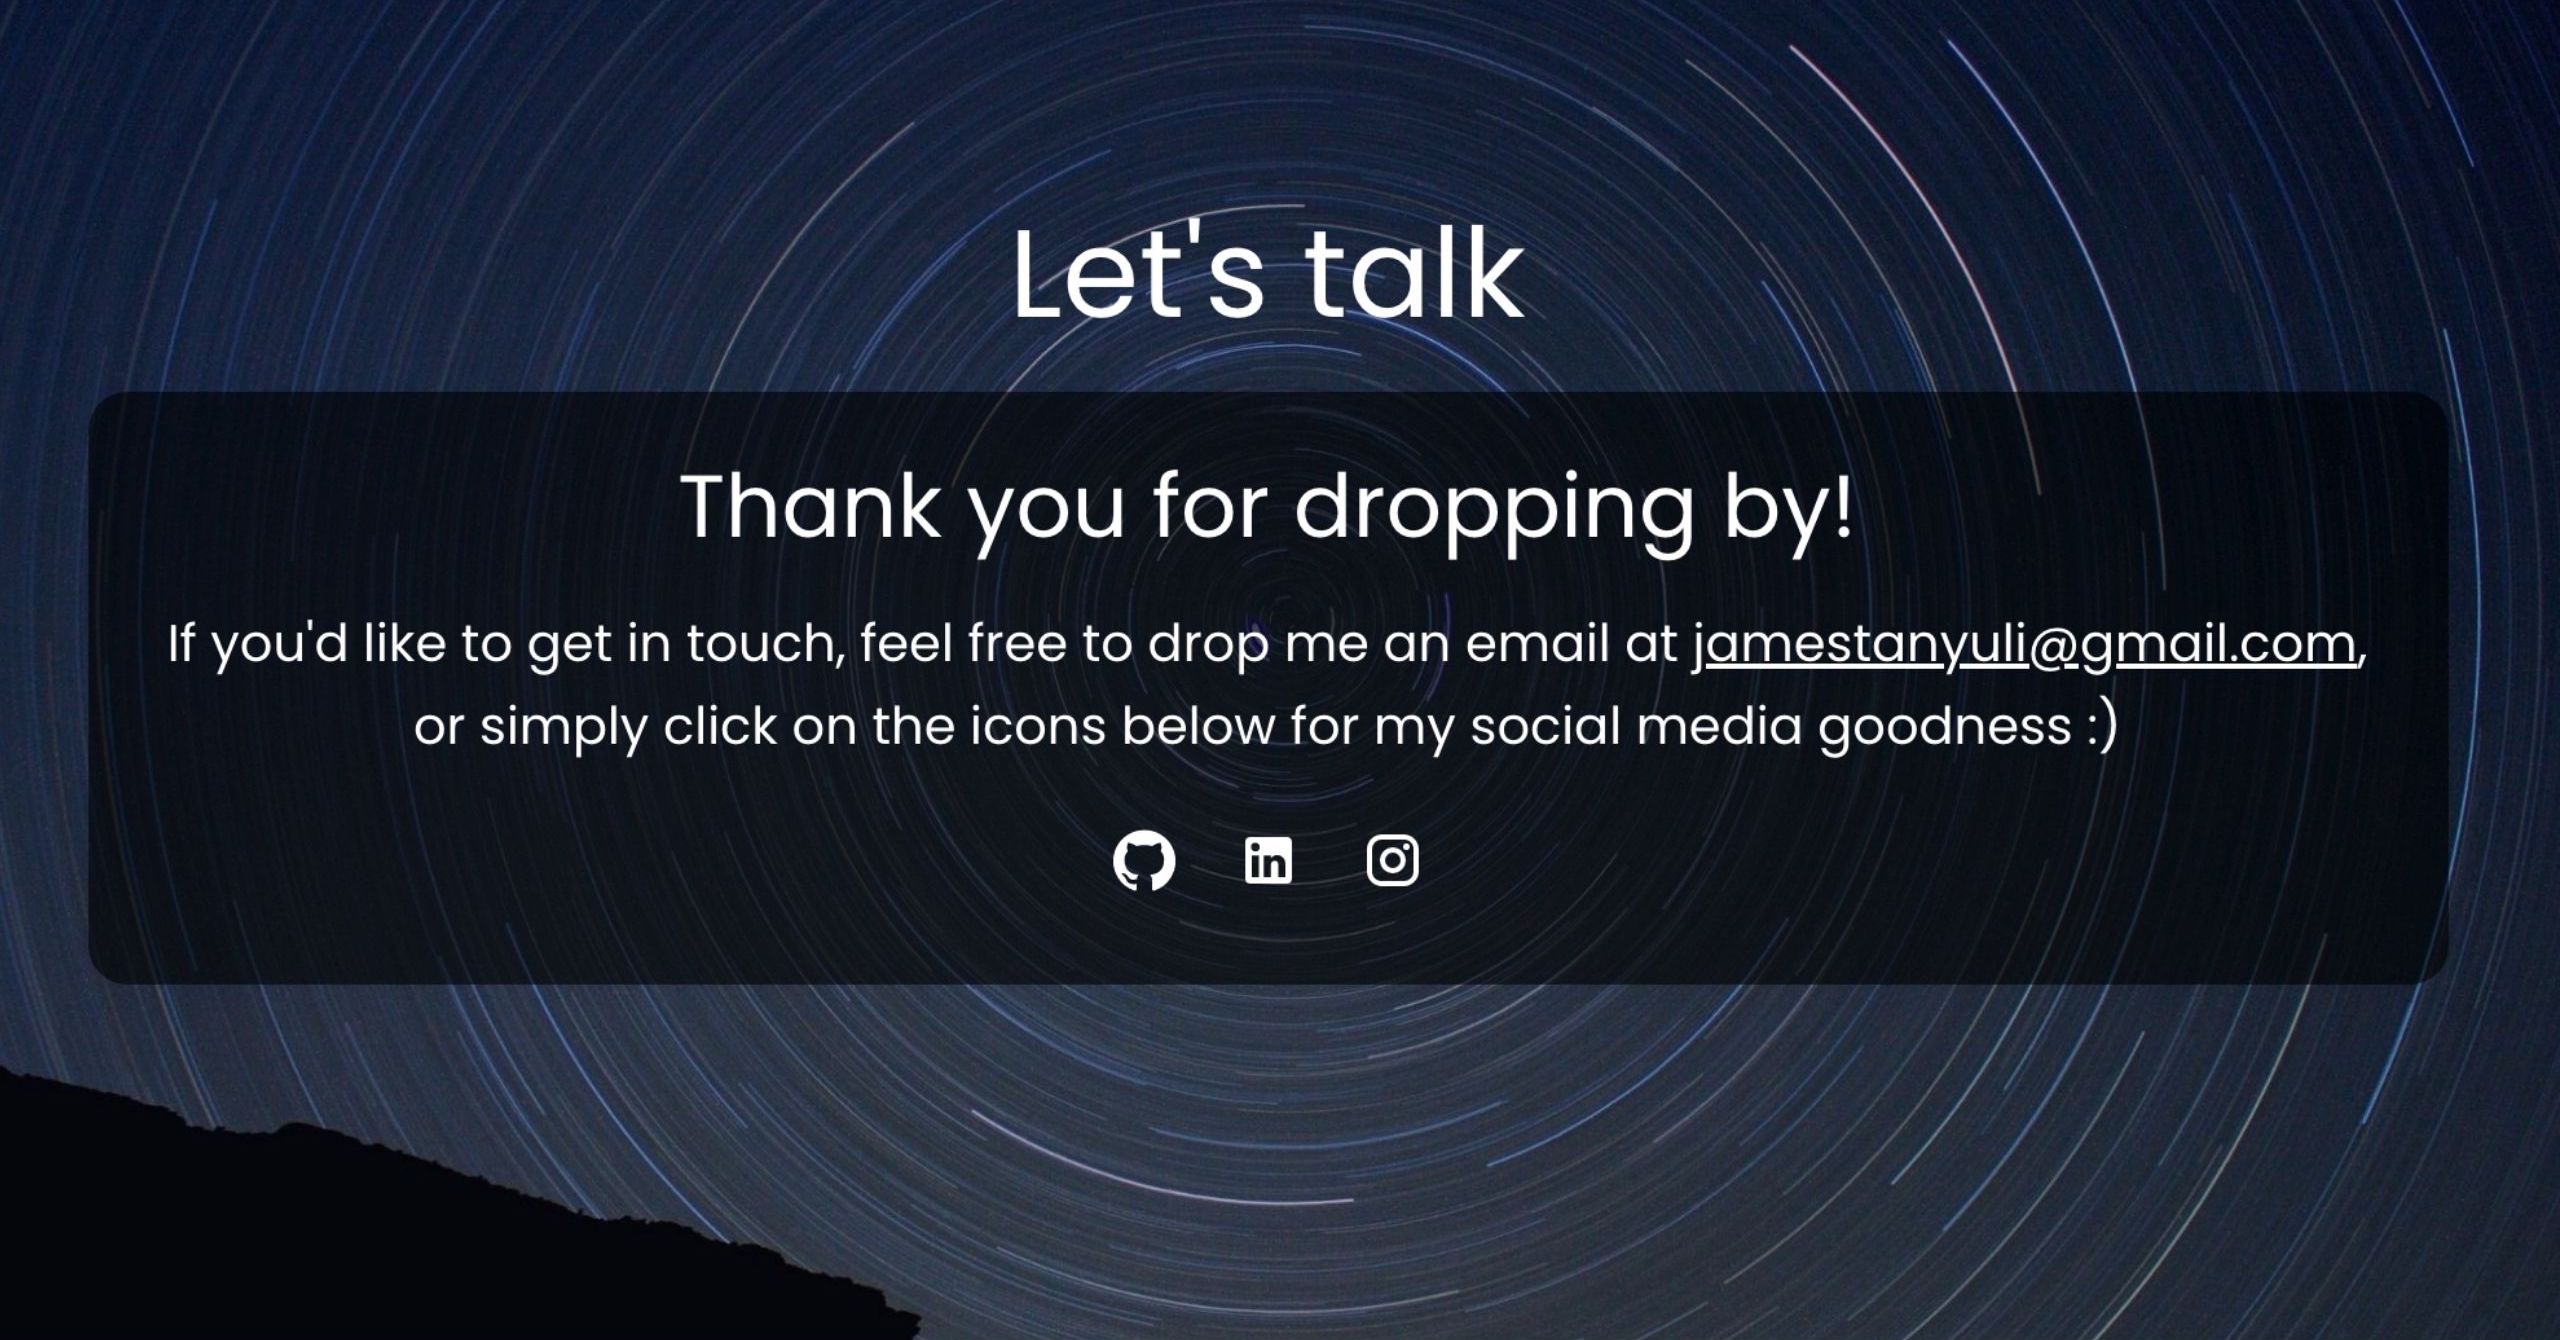 Let's talk
Thank you for dropping by!
If you'd like to get in touch, feel free to drop me an email at jamestanyuli@gmail.com,
or simply click on the icons below for my social media goodness :)
in